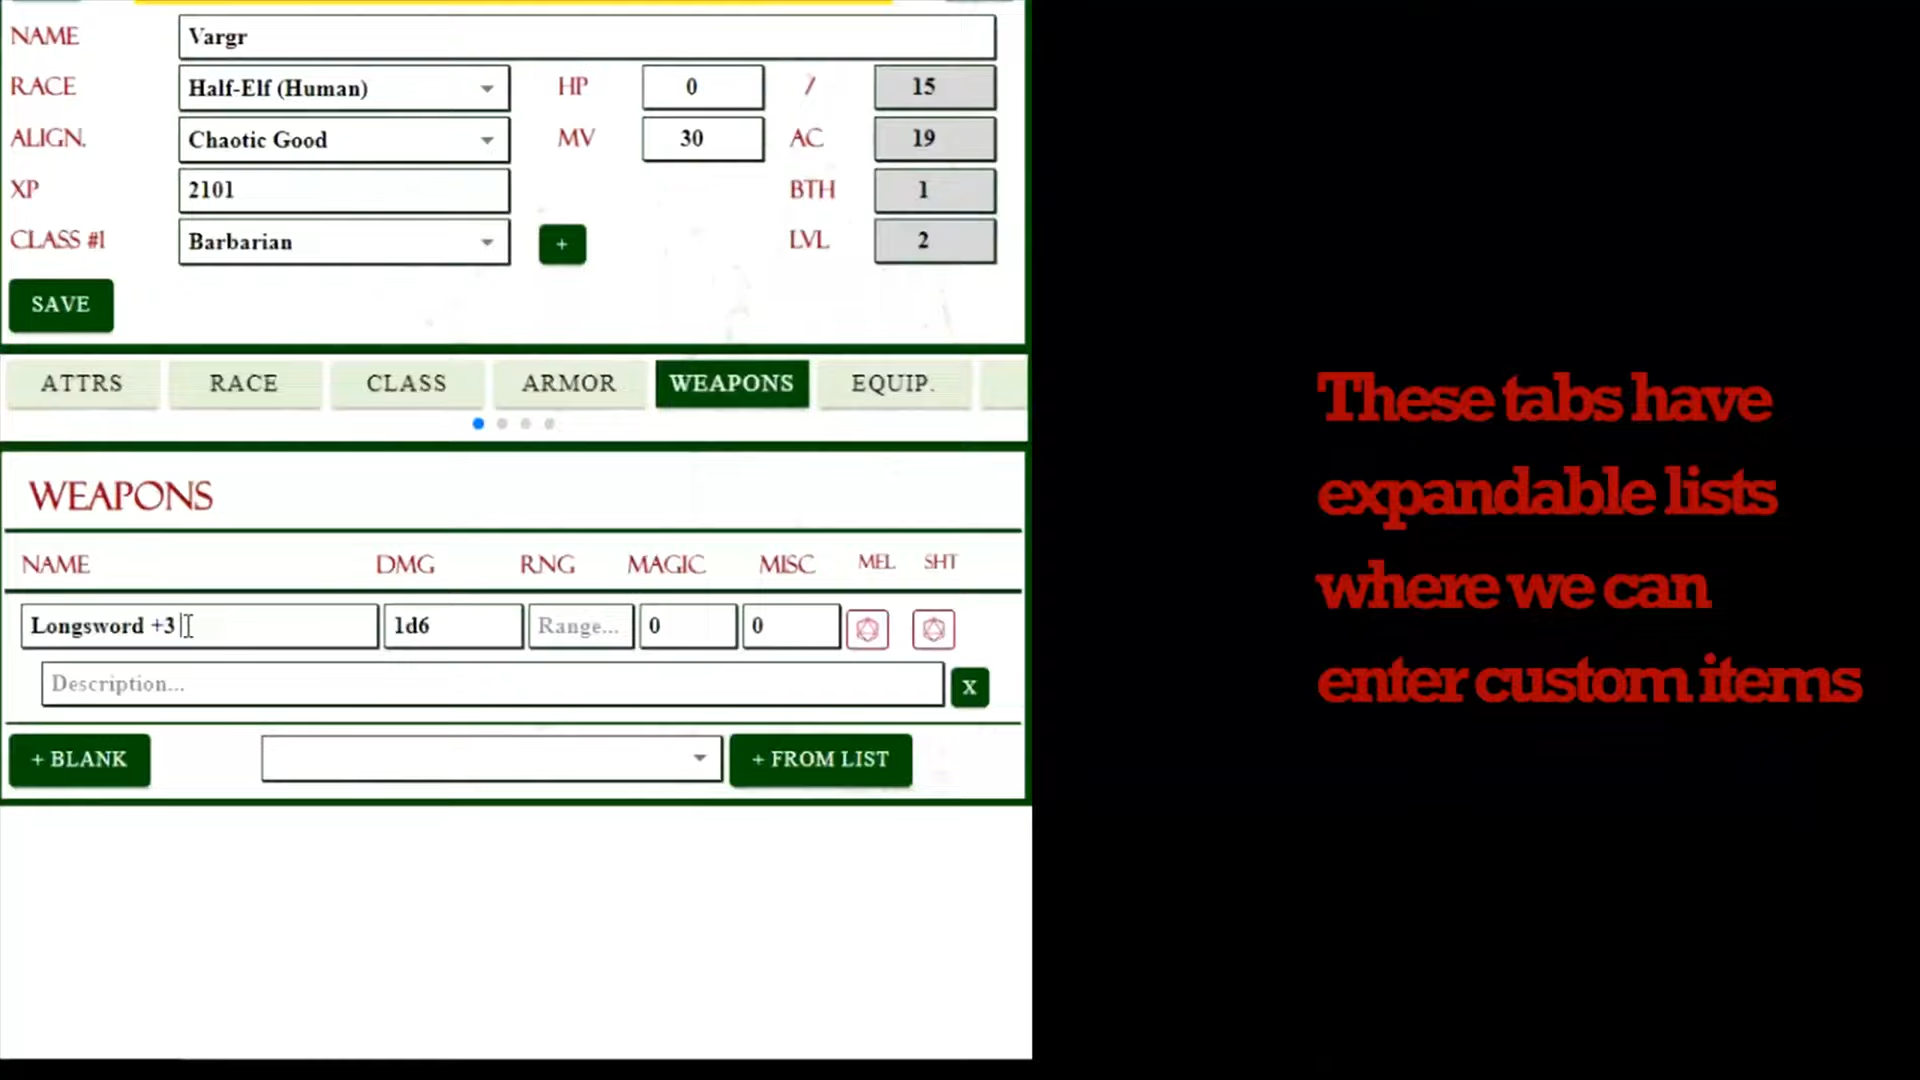 NAME Vargr
RACE Half-Elf (Human) HP 0 / 15
ALIGN. Chaotic Good MV 30 AC 19
XP 2101 BTH 1
CLASS #1 Barbarian + LVL 2
SAVE
ATTRS RACE CLASS ARMOR WEAPONS EQUIP.
WEAPONS
NAME DMG RNG MAGIC MISC MEL SHT
Longsword +3 1d6 Range... 0 0
Description... X
+ BLANK + FROM LIST
These tabs have
expandable lists
where we can
enter custom items